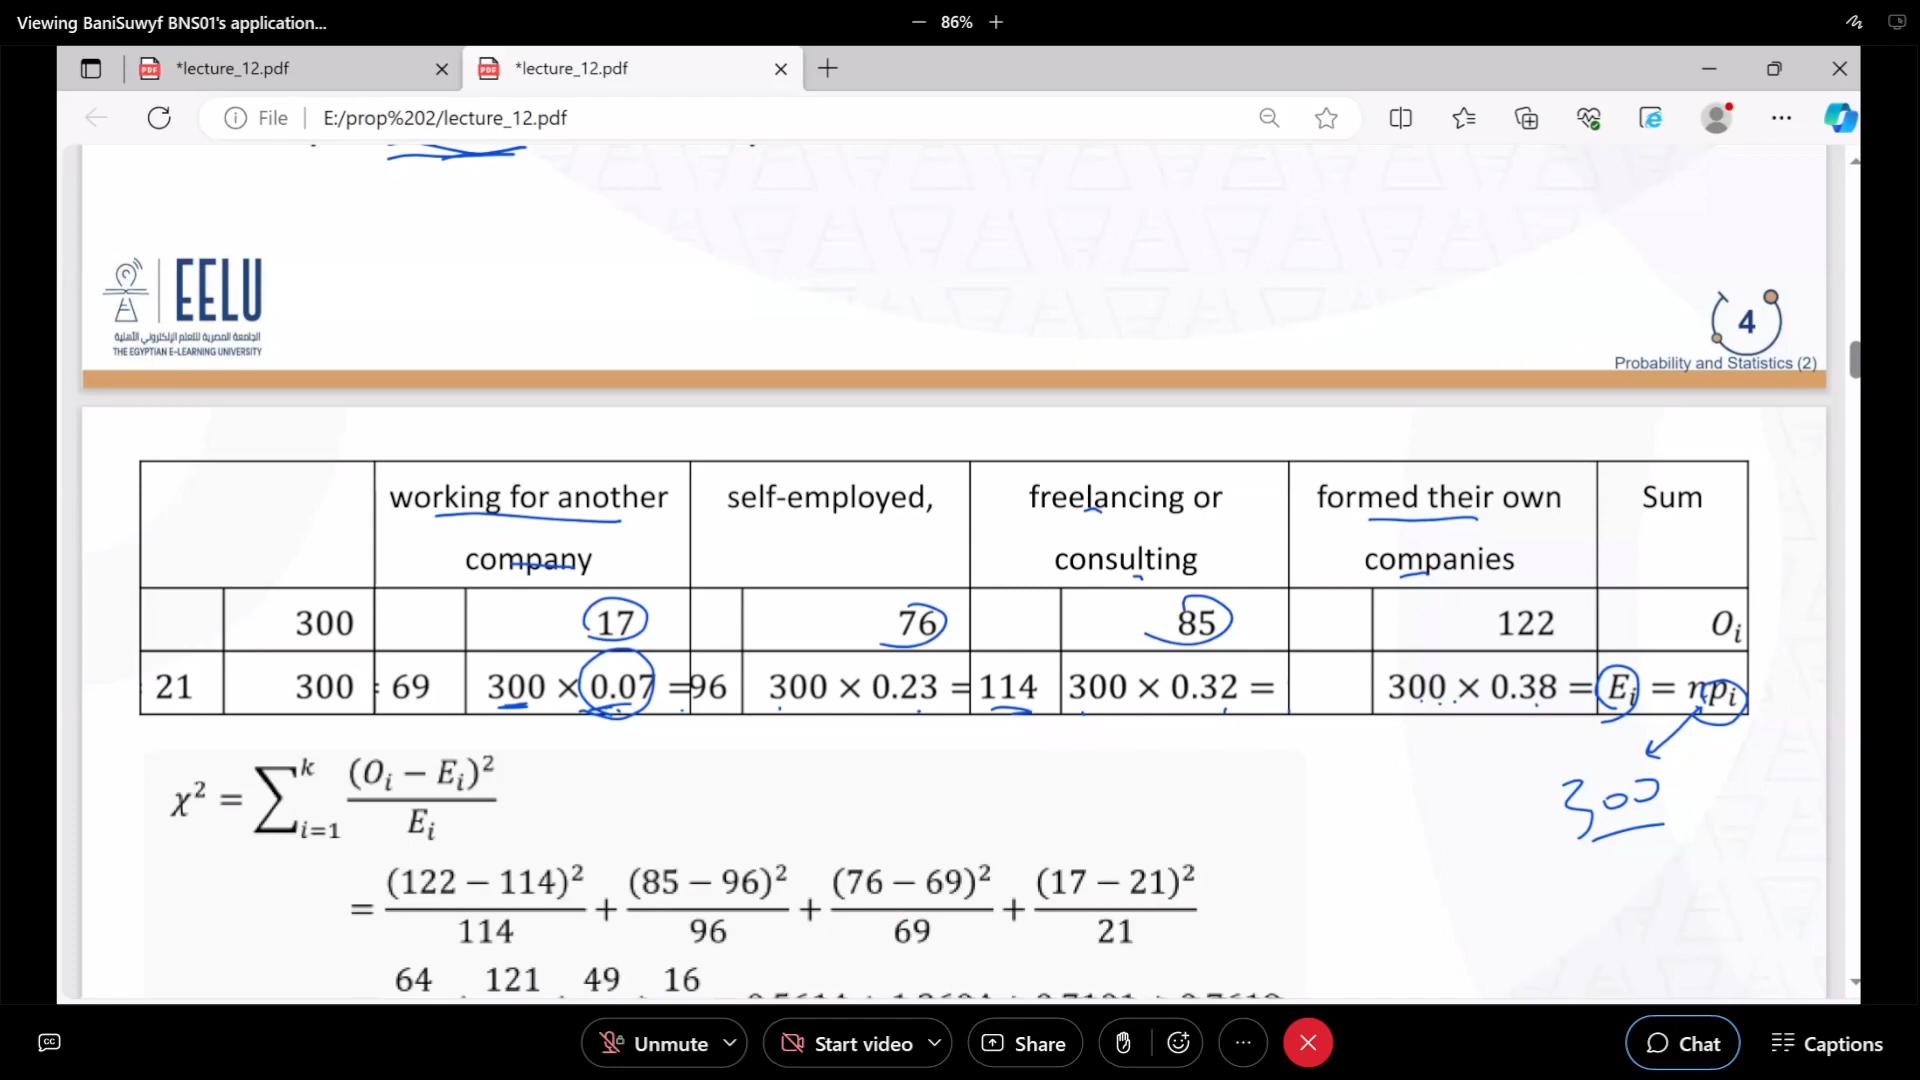 Viewing BaniSuwyf BNS01's application...
86%
*lecture_12.pdf
*lecture_12.pdf
File
E:/prop%202/lecture_12.pdf
EELU
الجامعة المصرية للتعلم الإلكتروني الأهلية
THE EGYPTIAN E-LEARNING UNIVERSITY
4
Probability and Statistics (2)
working for another company
self-employed,
freelancing or consulting
formed their own companies
Sum
300 17 76 85 122 Oᵢ
21 300 69 300 × 0.07 = 96 300 × 0.23 = 114 300 × 0.32 = 300 × 0.38 = Eᵢ = npᵢ
300
χ² = ∑ᵢ₌₁ᵏ (Oᵢ − Eᵢ)² / Eᵢ
= (122 − 114)² / 114 + (85 − 96)² / 96 + (76 − 69)² / 69 + (17 − 21)² / 21
64 121 49 16
Unmute
Start video
Share
Chat
Captions